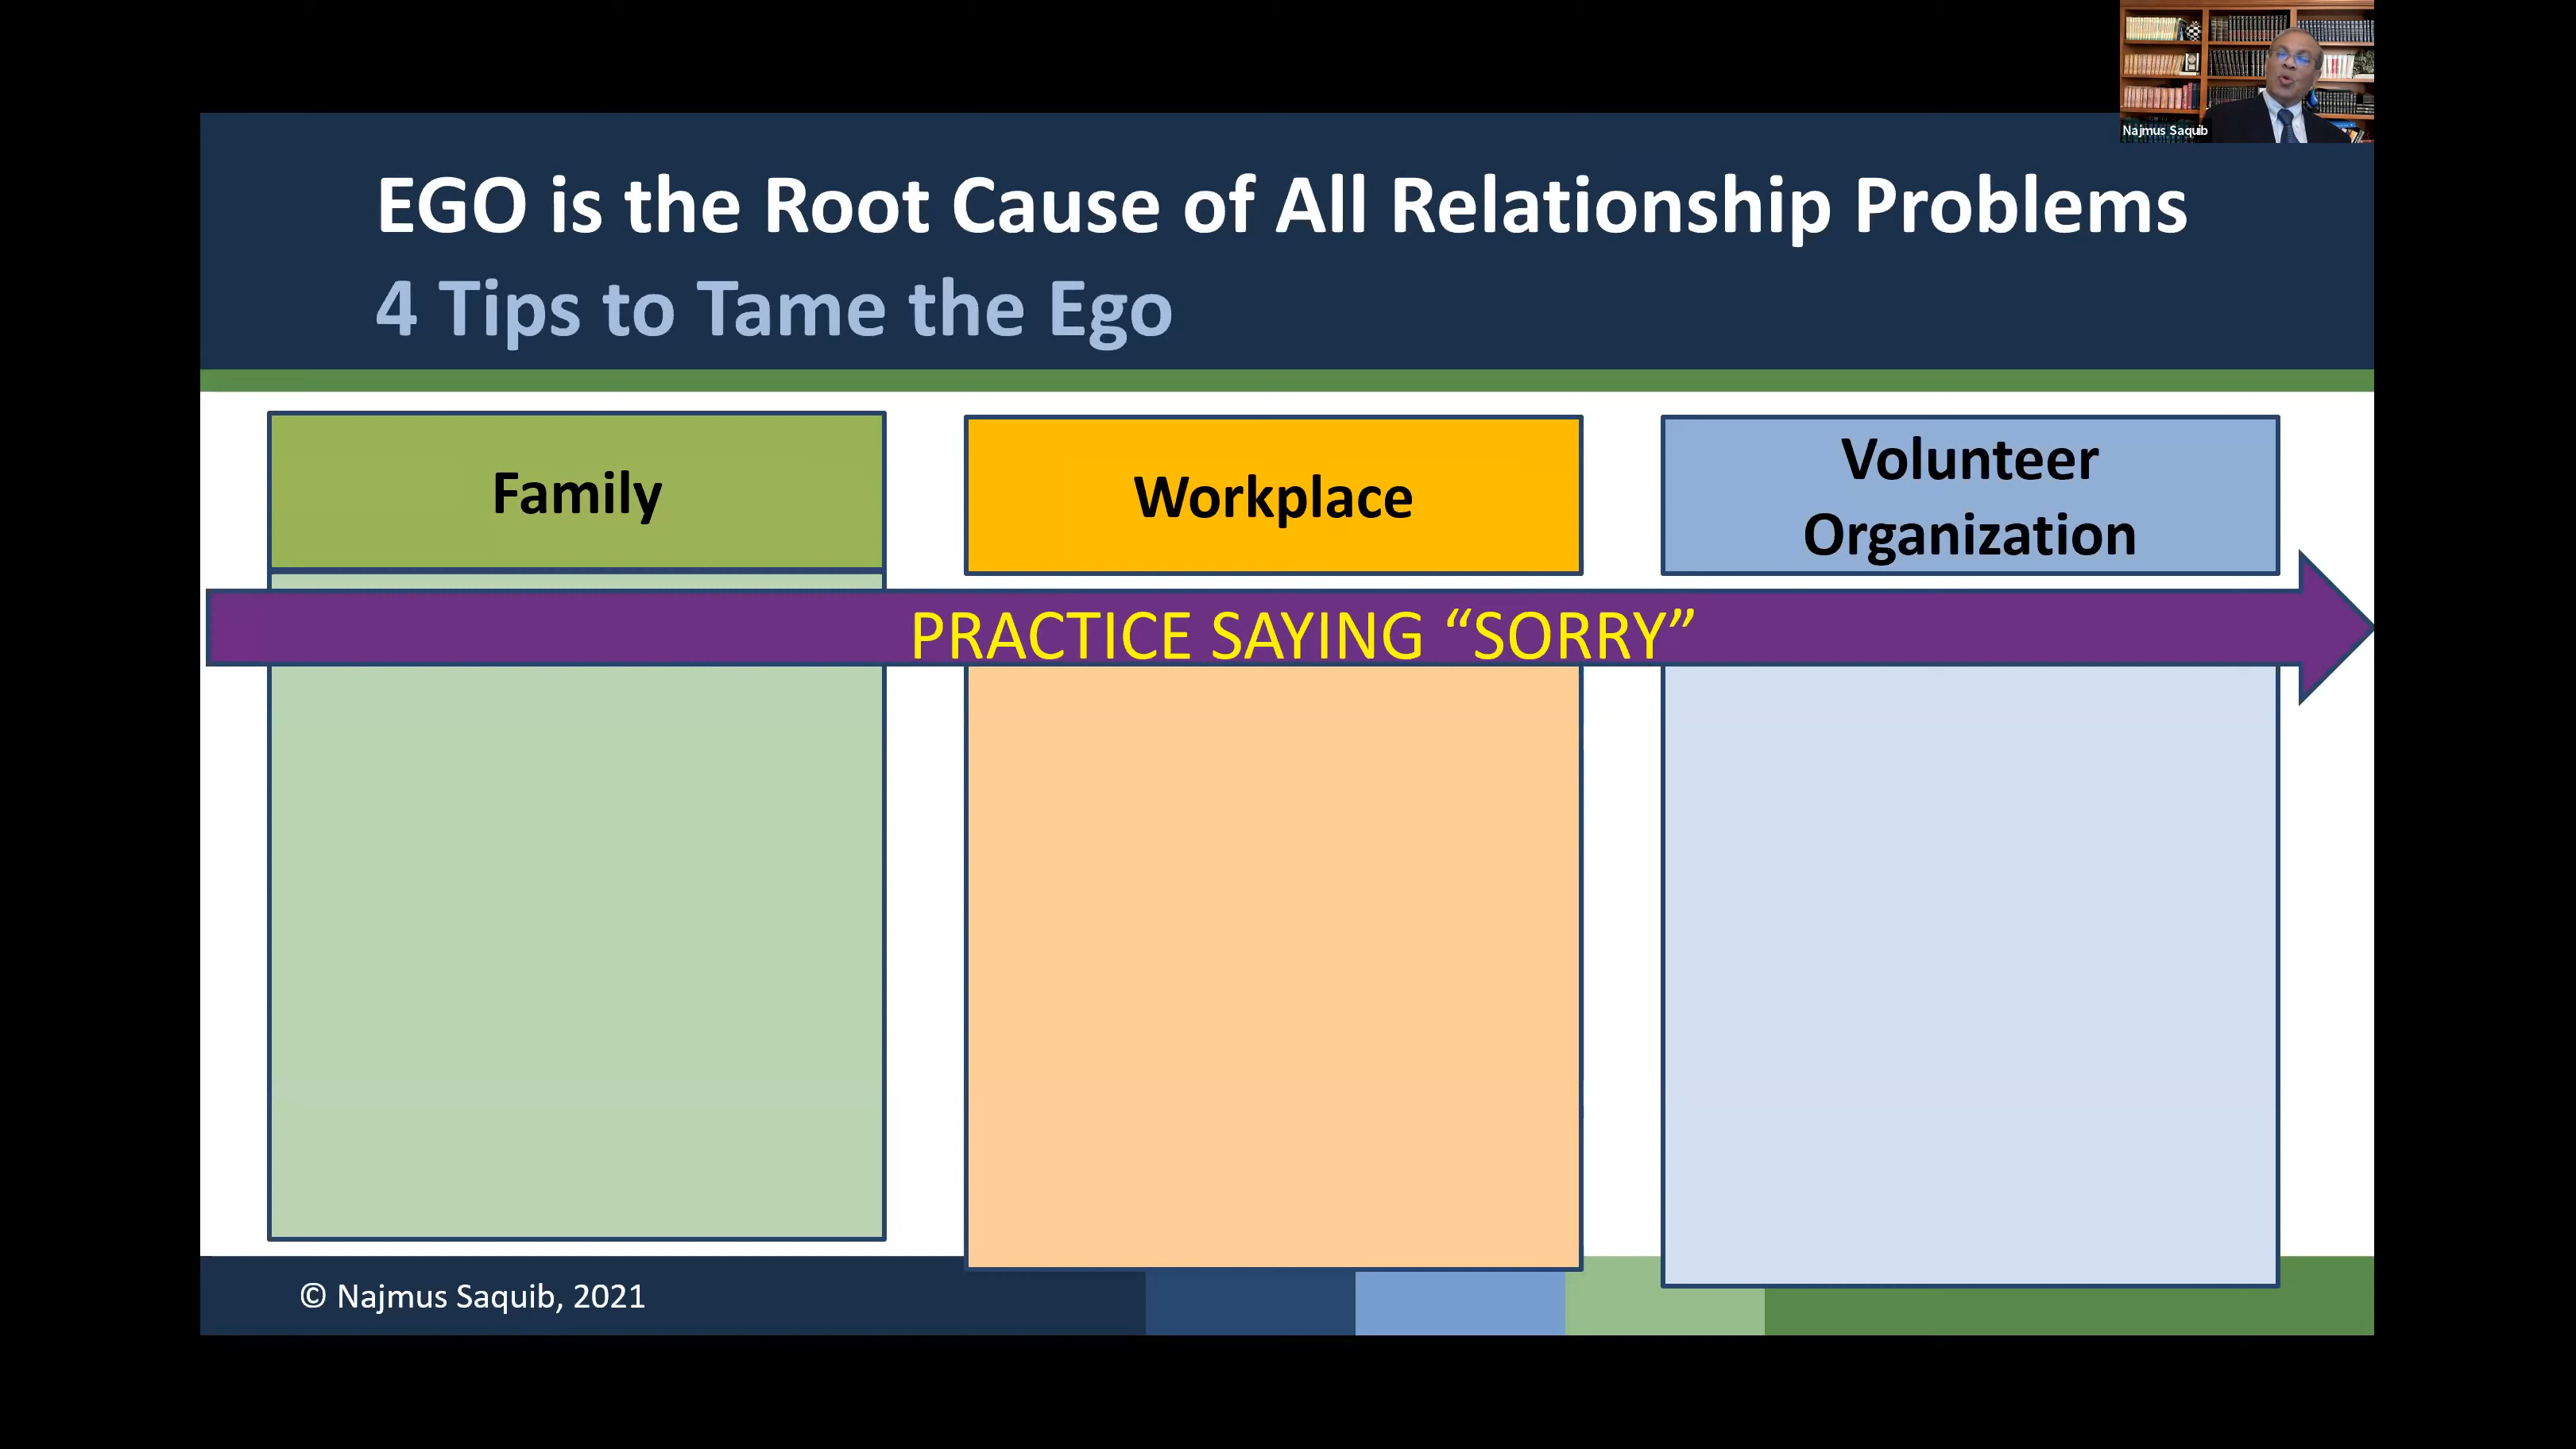 Najmus Saquib
EGO is the Root Cause of All Relationship Problems
4 Tips to Tame the Ego
Family
Workplace
Volunteer
Organization
PRACTICE SAYING “SORRY”
© Najmus Saquib, 2021